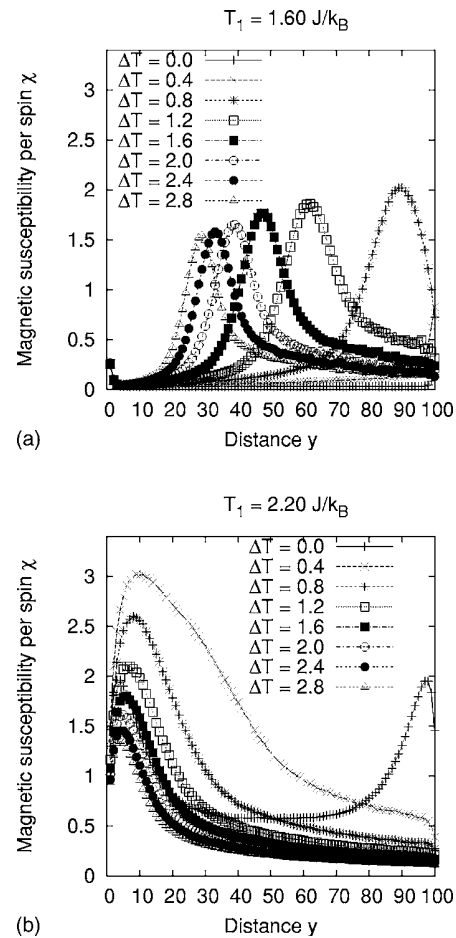 T₁ = 1.60 J/k_B
ΔT = 0.0
ΔT = 0.4
ΔT = 0.8
ΔT = 1.2
ΔT = 1.6
ΔT = 2.0
ΔT = 2.4
ΔT = 2.8
Magnetic susceptibility per spin χ
3
2.5
2
1.5
1
0.5
0
0 10 20 30 40 50 60 70 80 90 100
Distance y
(a)
T₁ = 2.20 J/k_B
ΔT = 0.0
ΔT = 0.4
ΔT = 0.8
ΔT = 1.2
ΔT = 1.6
ΔT = 2.0
ΔT = 2.4
ΔT = 2.8
Magnetic susceptibility per spin χ
3
2.5
2
1.5
1
0.5
0
0 10 20 30 40 50 60 70 80 90 100
Distance y
(b)